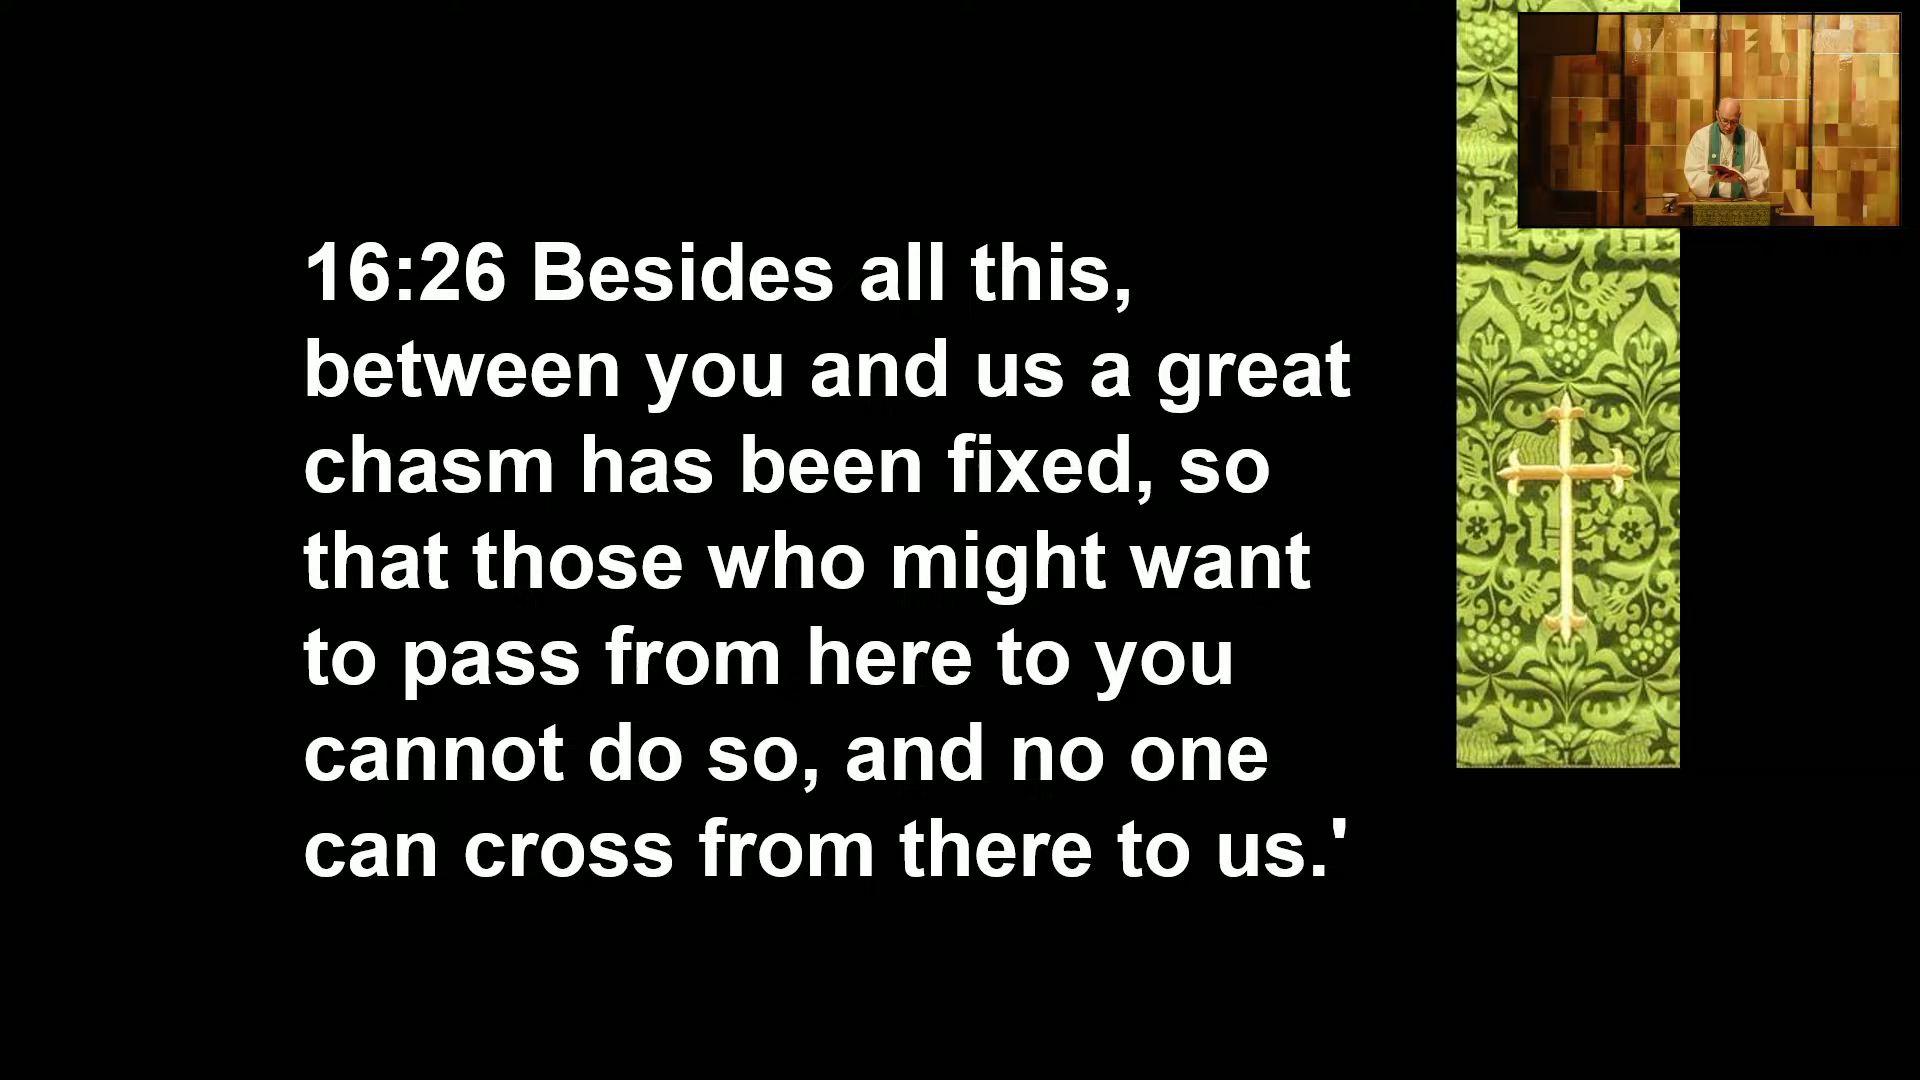 16:26 Besides all this,
between you and us a great
chasm has been fixed, so
that those who might want
to pass from here to you
cannot do so, and no one
can cross from there to us.'